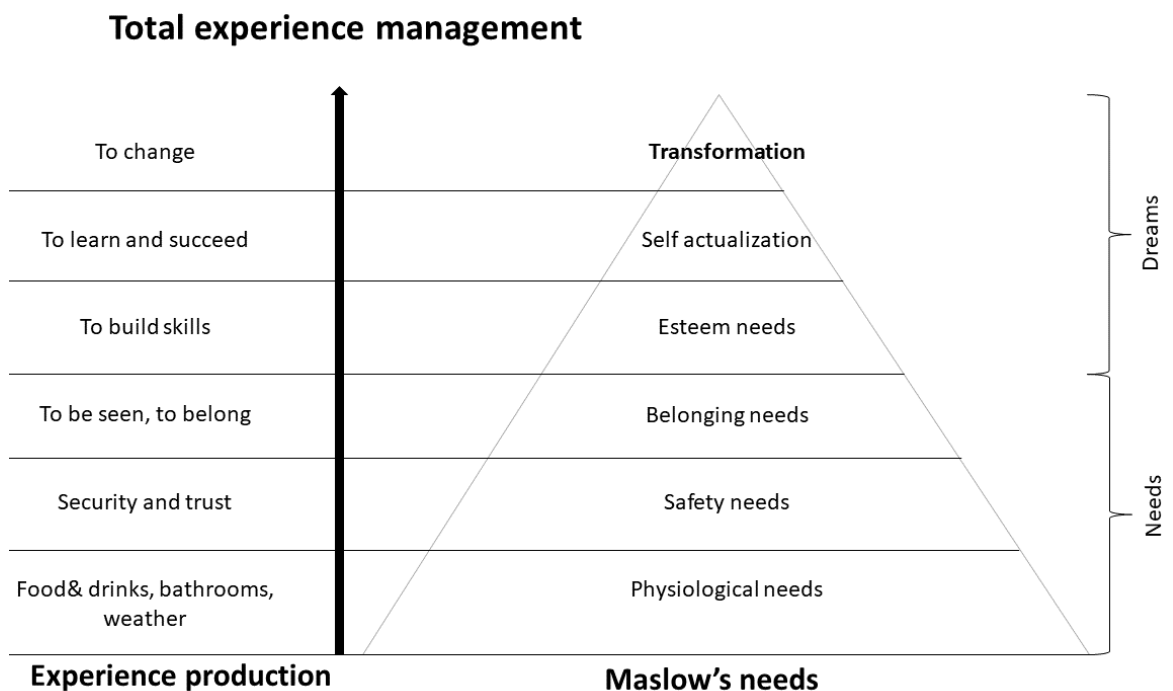 Total experience management
To change
Transformation
To learn and succeed
Self actualization
To build skills
Esteem needs
Dreams
To be seen, to belong
Belonging needs
Security and trust
Safety needs
Needs
Food& drinks, bathrooms,
weather
Physiological needs
Experience production
Maslow's needs